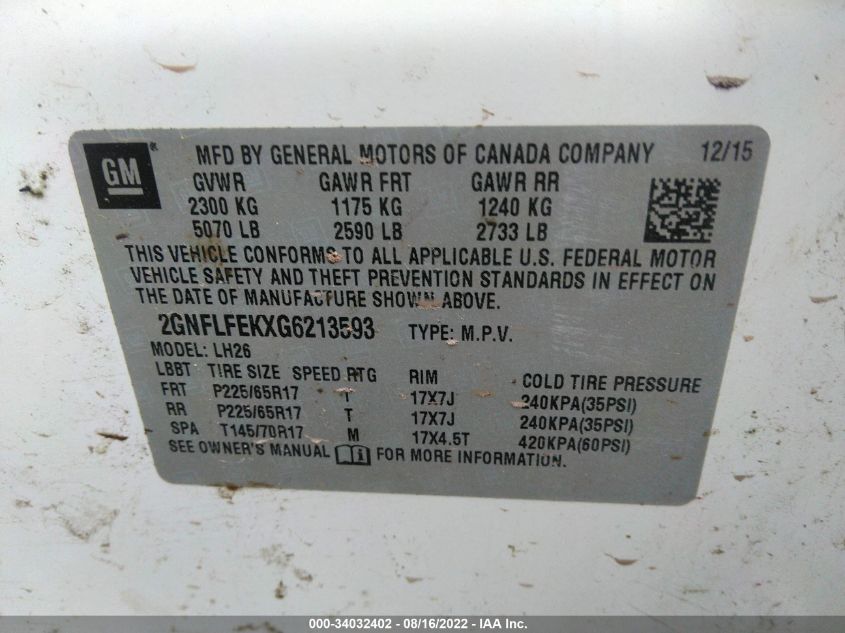 GM® MFD BY GENERAL MOTORS OF CANADA COMPANY 12/15
GVWR GAWR FRT GAWR RR
2300 KG 1175 KG 1240 KG
5070 LB 2590 LB 2733 LB
THIS VEHICLE CONFORMS TO ALL APPLICABLE U.S. FEDERAL MOTOR
VEHICLE SAFETY AND THEFT PREVENTION STANDARDS IN EFFECT ON
THE DATE OF MANUFACTURE SHOWN ABOVE.
2GNFLFEKXG6213593 TYPE: M.P.V.
MODEL: LH26
LBBT TIRE SIZE SPEED RTG RIM COLD TIRE PRESSURE
FRT P225/65R17 T 17X7J 240KPA(35PSI)
RR P225/65R17 T 17X7J 240KPA(35PSI)
SPA T145/70R17 M 17X4.5T 420KPA(60PSI)
SEE OWNER'S MANUAL FOR MORE INFORMATION.
000-34032402 - 08/16/2022 - IAA Inc.